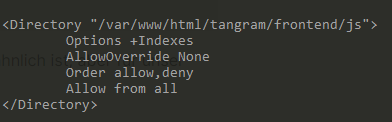 <Directory "/var/www/html/tangram/frontend/js">
Options +Indexes
AllowOverride None
Order allow,deny
Allow from all
</Directory>